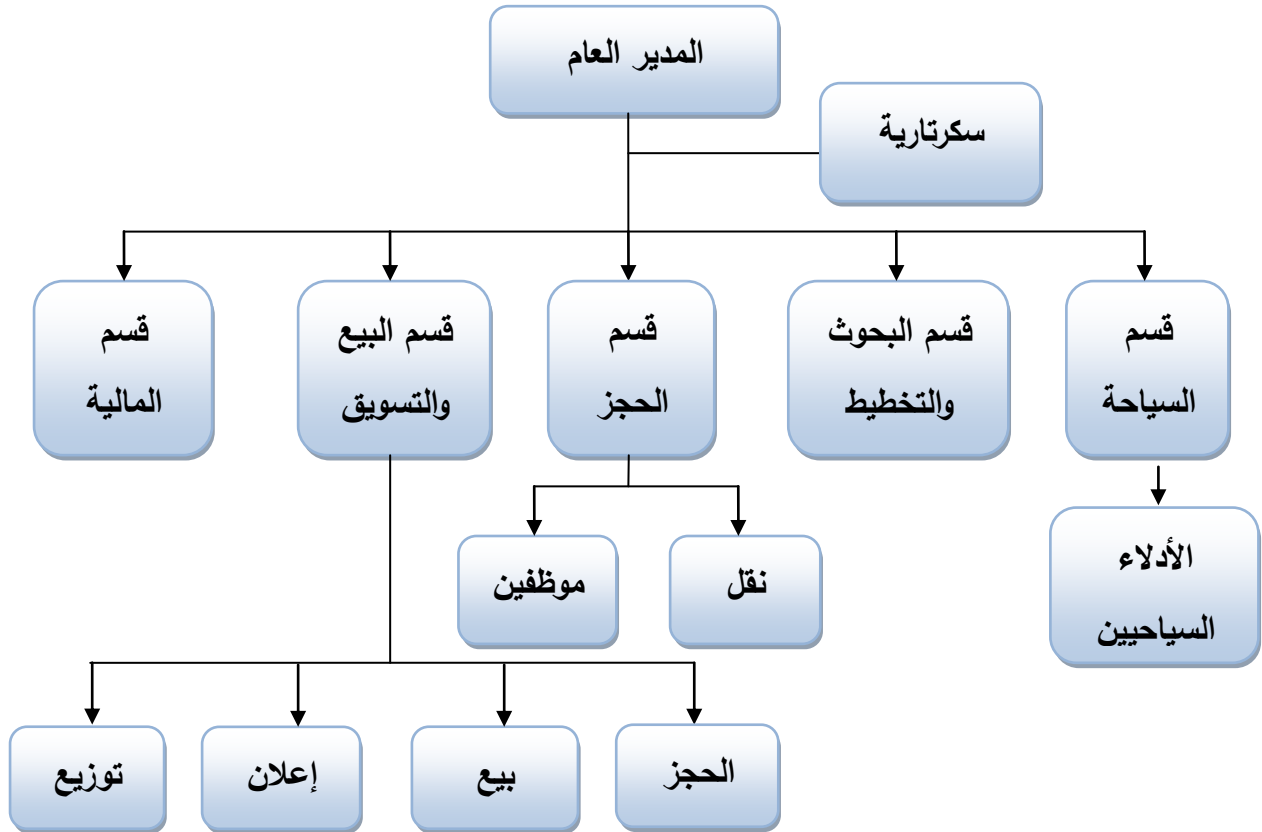 المدير العام
سكرتارية
قسم
السياحة
قسم البحوث
والتخطيط
قسم
الحجز
قسم البيع
والتسويق
قسم
المالية
الأدلاء
السياحيين
نقل
موظفين
الحجز
بيع
إعلان
توزيع